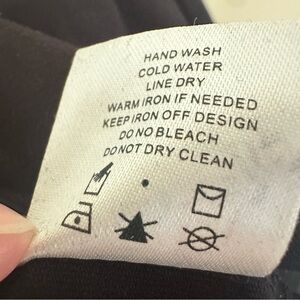 HAND WASH
COLD WATER
LINE DRY
WARM IRON IF NEEDED
KEEP IRON OFF DESIGN
DO NO BLEACH
DO NOT DRY CLEAN